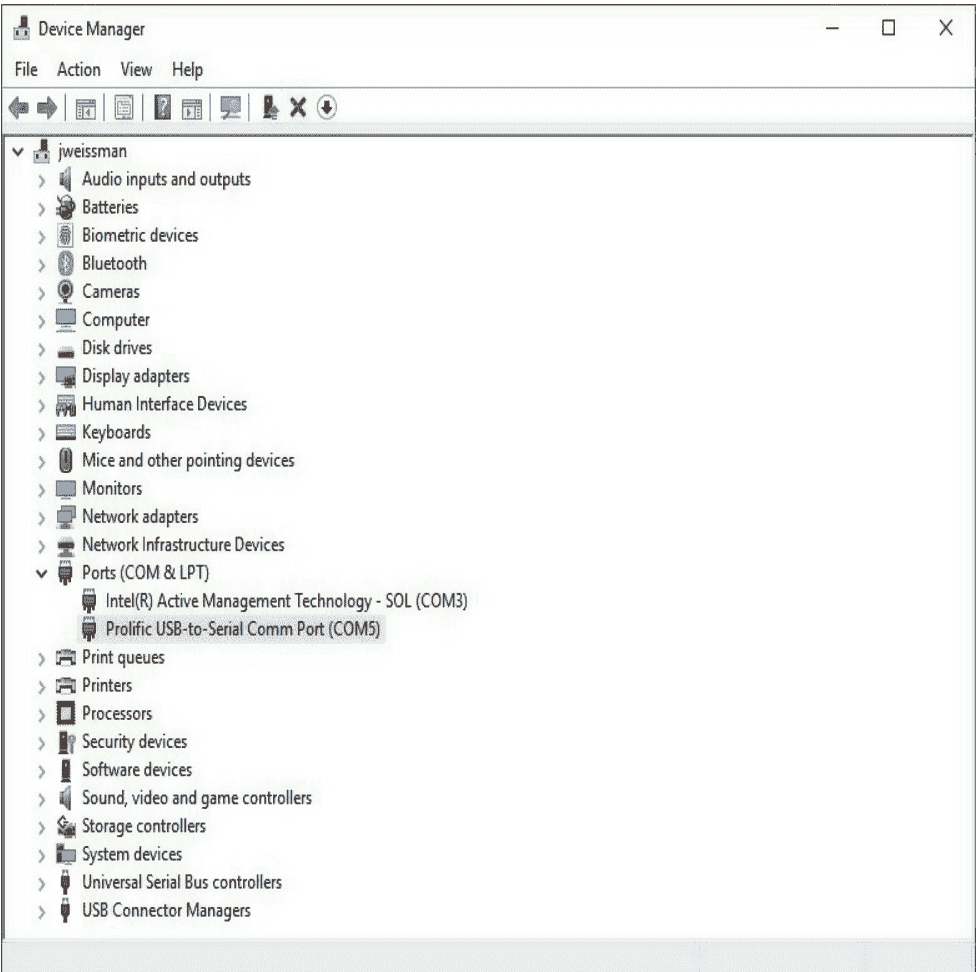 Device Manager
File Action View Help
jweissman
Audio inputs and outputs
Batteries
Biometric devices
Bluetooth
Cameras
Computer
Disk drives
Display adapters
Human Interface Devices
Keyboards
Mice and other pointing devices
Monitors
Network adapters
Network Infrastructure Devices
Ports (COM & LPT)
Intel(R) Active Management Technology - SOL (COM3)
Prolific USB-to-Serial Comm Port (COM5)
Print queues
Printers
Processors
Security devices
Software devices
Sound, video and game controllers
Storage controllers
System devices
Universal Serial Bus controllers
USB Connector Managers